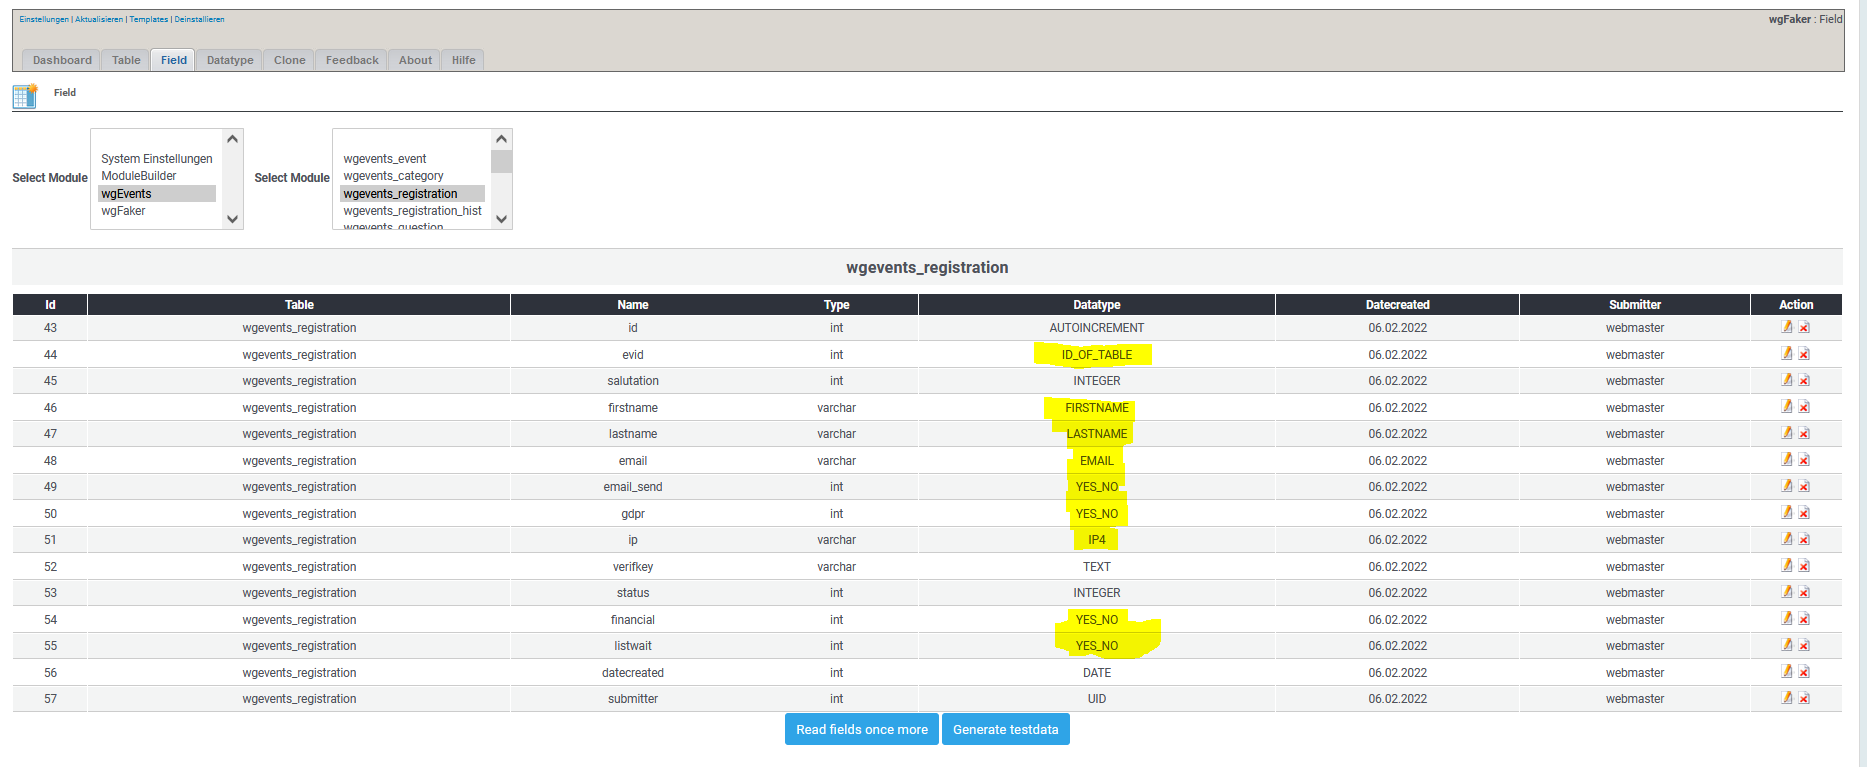 Einstellungen | Aktualisieren | Templates | Deinstallieren
wgFaker : Field
Dashboard Table Field Datatype Clone Feedback About Hilfe
Field
Select Module
System Einstellungen
ModuleBuilder
wgEvents
wgFaker
Select Module
wgevents_event
wgevents_category
wgevents_registration
wgevents_registration_hist
wgevents_question
wgevents_registration
Id Table Name Type Datatype Datecreated Submitter Action
43 wgevents_registration id int AUTOINCREMENT 06.02.2022 webmaster
44 wgevents_registration evid int ID_OF_TABLE 06.02.2022 webmaster
45 wgevents_registration salutation int INTEGER 06.02.2022 webmaster
46 wgevents_registration firstname varchar FIRSTNAME 06.02.2022 webmaster
47 wgevents_registration lastname varchar LASTNAME 06.02.2022 webmaster
48 wgevents_registration email varchar EMAIL 06.02.2022 webmaster
49 wgevents_registration email_send int YES_NO 06.02.2022 webmaster
50 wgevents_registration gdpr int YES_NO 06.02.2022 webmaster
51 wgevents_registration ip varchar IP4 06.02.2022 webmaster
52 wgevents_registration verifkey varchar TEXT 06.02.2022 webmaster
53 wgevents_registration status int INTEGER 06.02.2022 webmaster
54 wgevents_registration financial int YES_NO 06.02.2022 webmaster
55 wgevents_registration listwait int YES_NO 06.02.2022 webmaster
56 wgevents_registration datecreated int DATE 06.02.2022 webmaster
57 wgevents_registration submitter int UID 06.02.2022 webmaster
Read fields once more Generate testdata